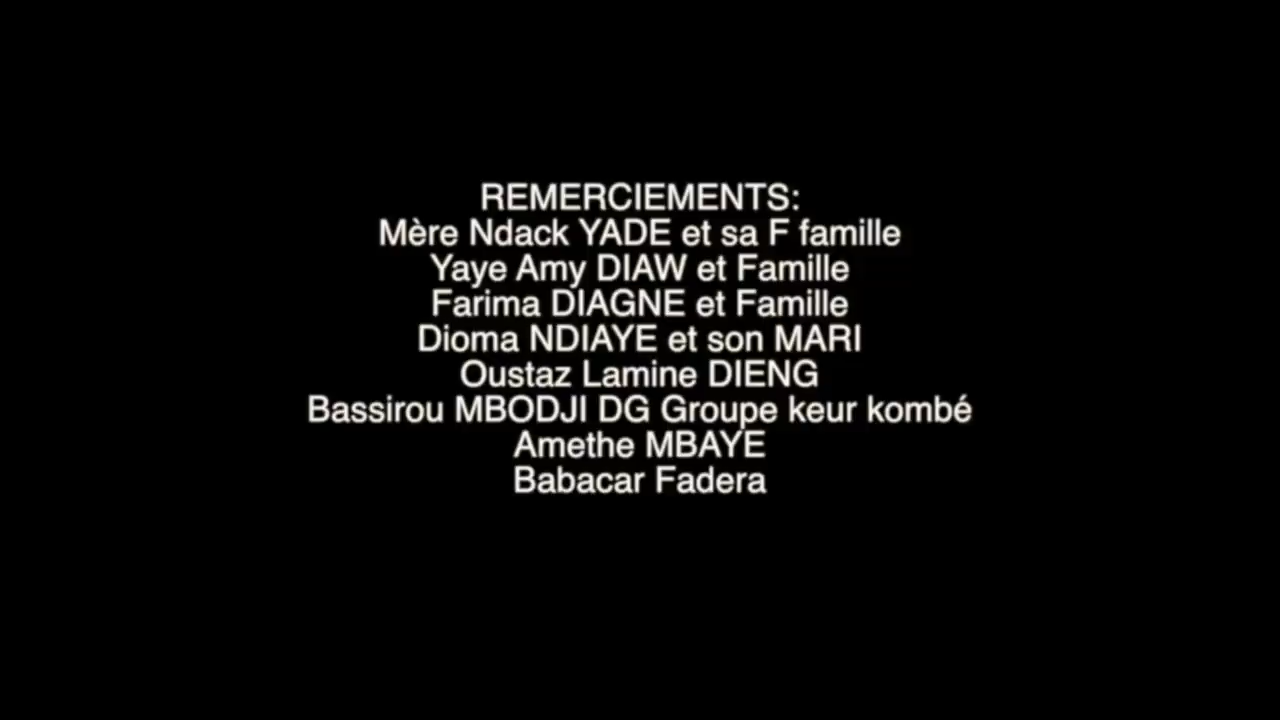 REMERCIEMENTS:
Mère Ndack YADE et sa F famille
Yaye Amy DIAW et Famille
Farima DIAGNE et Famille
Dioma NDIAYE et son MARI
Oustaz Lamine DIENG
Bassirou MBODJI DG Groupe keur kombé
Amethe MBAYE
Babacar Fadera